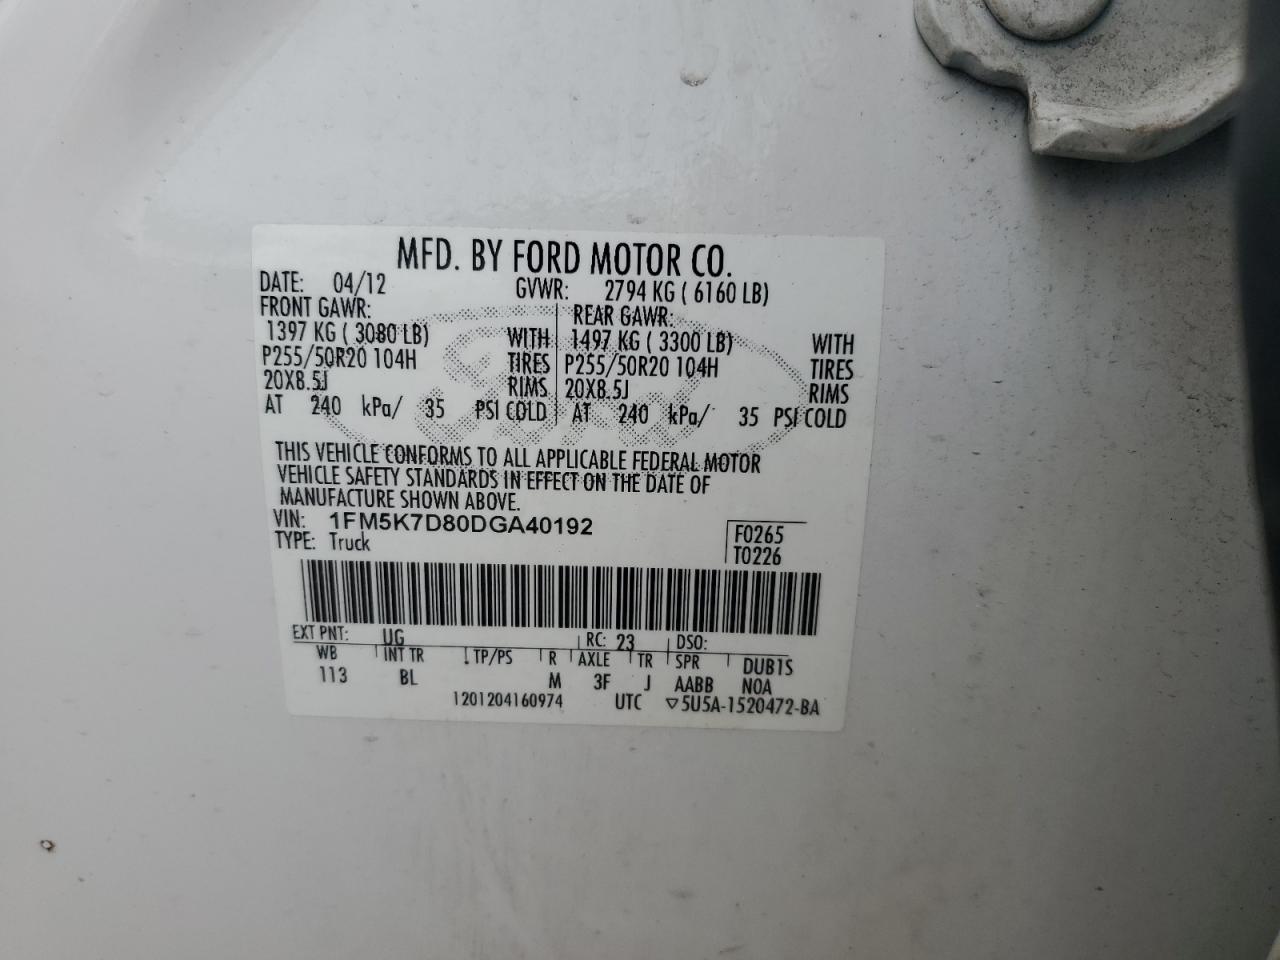 MFD. BY FORD MOTOR CO.
DATE: 04/12 GVWR: 2794 KG ( 6160 LB)
FRONT GAWR: REAR GAWR:
1397 KG ( 3080 LB) WITH 1497 KG ( 3300 LB) WITH
P255/50R20 104H TIRES P255/50R20 104H TIRES
20X8.5J RIMS 20X8.5J RIMS
AT 240 kPa/ 35 PSI COLD AT 240 kPa/ 35 PSI COLD
THIS VEHICLE CONFORMS TO ALL APPLICABLE FEDERAL MOTOR
VEHICLE SAFETY STANDARDS IN EFFECT ON THE DATE OF
MANUFACTURE SHOWN ABOVE.
VIN: 1FM5K7D80DGA40192 F0265
TYPE: Truck T0226
EXT PNT: UG RC: 23 DSO:
WB INT TR TP/PS R AXLE TR SPR DUB1S
113 BL M 3F J AABB NOA
1201204160974 UTC ▽5U5A-1520472-BA